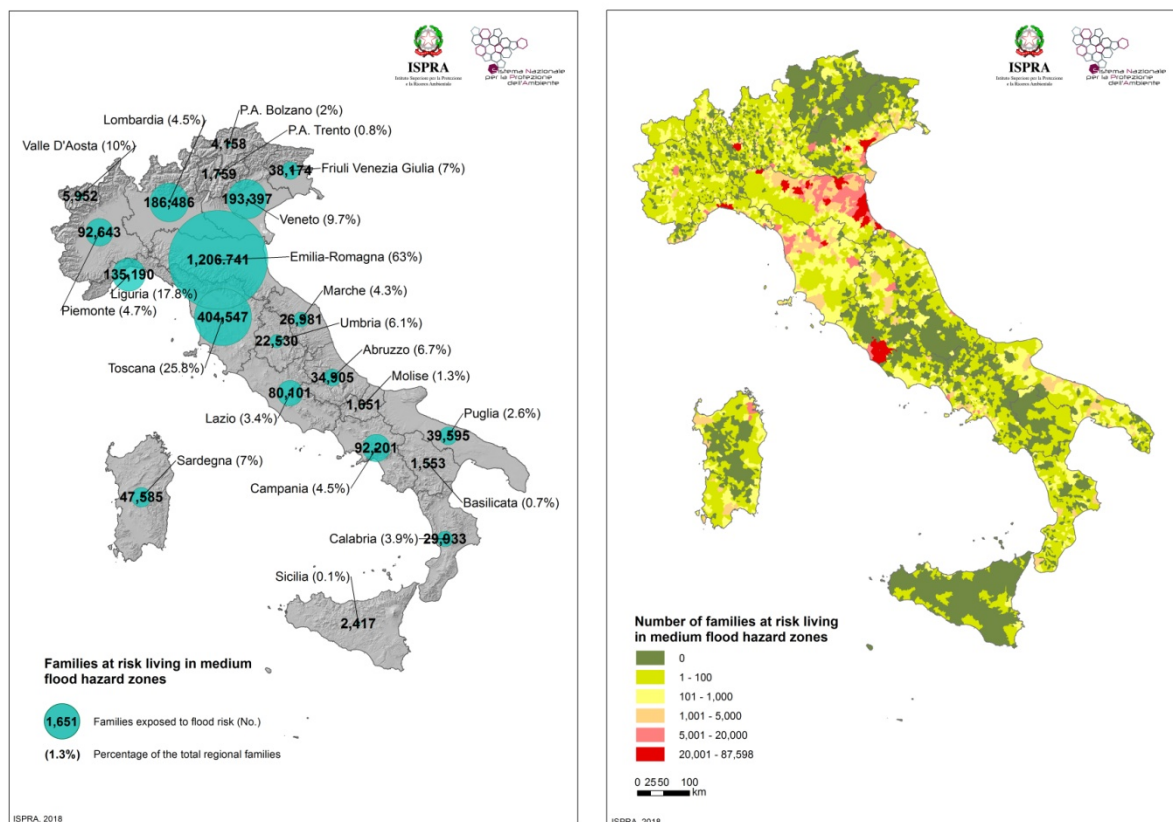 ISPRA
Istituto Superiore per la Protezione
e la Ricerca Ambientale
Sistema Nazionale
per la Protezione
dell'Ambiente
P.A. Bolzano (2%)
Lombardia (4.5%)
P.A. Trento (0.8%)
4,158
Valle D'Aosta (10%)
1,759
38,174
Friuli Venezia Giulia (7%)
5,952
186,486
193,397
Veneto (9.7%)
92,643
1,206.741
Emilia-Romagna (63%)
135,190
Liguria (17.8%)
Piemonte (4.7%)
Marche (4.3%)
404,547
26,981
Umbria (6.1%)
22,530
Toscana (25.8%)
Abruzzo (6.7%)
34,905
Molise (1.3%)
80,101
1,651
Lazio (3.4%)
Puglia (2.6%)
39,595
92,201
Sardegna (7%)
1,553
Campania (4.5%)
Basilicata (0.7%)
47,585
Calabria (3.9%)
29,933
Sicilia (0.1%)
2,417
Families at risk living in medium
flood hazard zones
1,651
Families exposed to flood risk (No.)
(1.3%)
Percentage of the total regional families
ISPRA, 2018
ISPRA
Istituto Superiore per la Protezione
e la Ricerca Ambientale
Sistema Nazionale
per la Protezione
dell'Ambiente
Number of families at risk living
in medium flood hazard zones
0
1 - 100
101 - 1,000
1,001 - 5,000
5,001 - 20,000
20,001 - 87,598
0 25 50 100
km
ISPRA, 2018